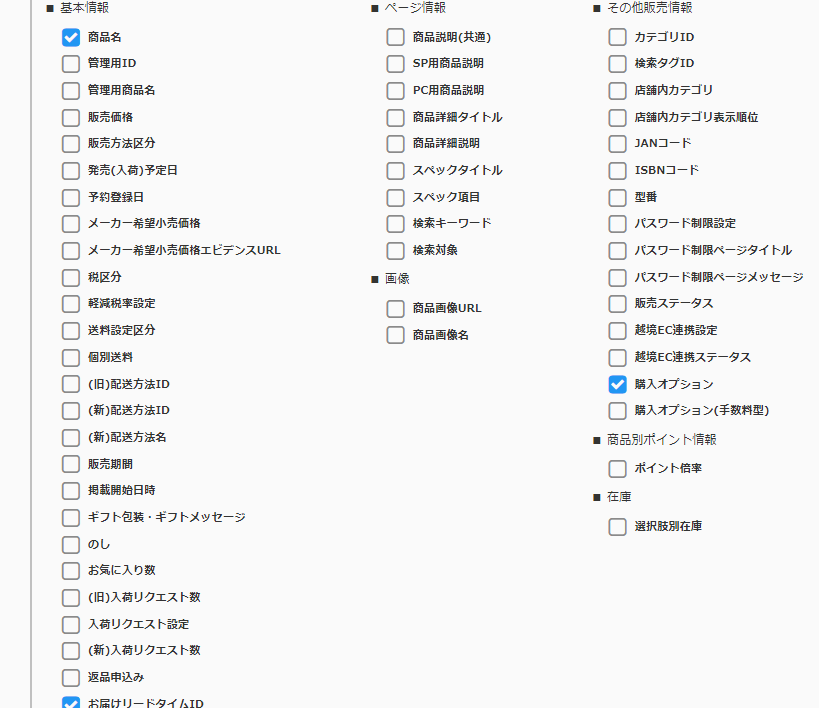 ■ 基本情報
商品名
管理用ID
管理用商品名
販売価格
販売方法区分
発売(入荷)予定日
予約登録日
メーカー希望小売価格
メーカー希望小売価格エビデンスURL
税区分
軽減税率設定
送料設定区分
個別送料
(旧)配送方法ID
(新)配送方法ID
(新)配送方法名
販売期間
掲載開始日時
ギフト包装・ギフトメッセージ
のし
お気に入り数
(旧)入荷リクエスト数
入荷リクエスト設定
(新)入荷リクエスト数
返品申込み
お届けリードタイムID
■ ページ情報
商品説明(共通)
SP用商品説明
PC用商品説明
商品詳細タイトル
商品詳細説明
スペックタイトル
スペック項目
検索キーワード
検索対象
■ 画像
商品画像URL
商品画像名
■ その他販売情報
カテゴリID
検索タグID
店舗内カテゴリ
店舗内カテゴリ表示順位
JANコード
ISBNコード
型番
パスワード制限設定
パスワード制限ページタイトル
パスワード制限ページメッセージ
販売ステータス
越境EC連携設定
越境EC連携ステータス
購入オプション
購入オプション(手数料型)
■ 商品別ポイント情報
ポイント倍率
■ 在庫
選択肢別在庫